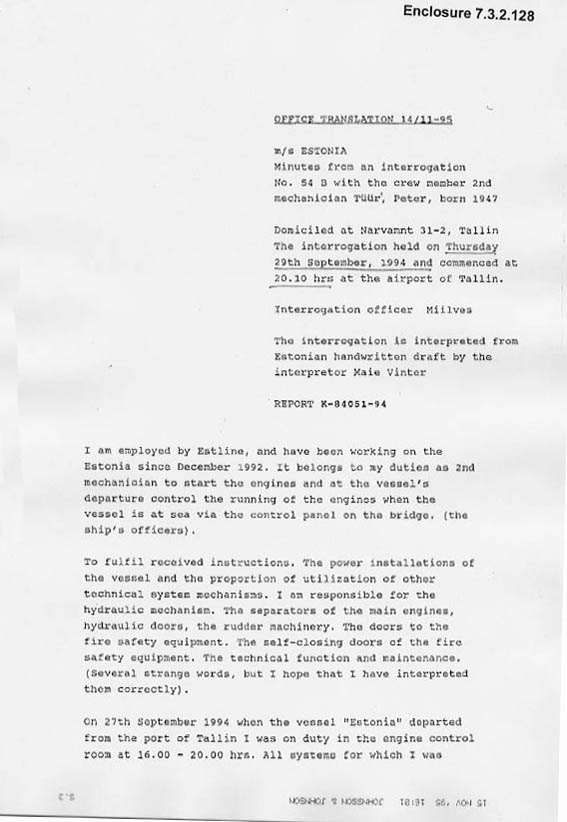 Enclosure 7.3.2.128
OFFICE TRANSLATION 14/11-95
m/s ESTONIA
Minutes from an interrogation
No. 54 B with the crew member 2nd
mechanician Tüür, Peter, born 1947
Domiciled at Narvamnt 31-2, Tallin
The interrogation held on Thursday
29th September, 1994 and commenced at
20.10 hrs at the airport of Tallin.
Interrogation officer Miilves
The interrogation is interpreted from
Estonian handwritten draft by the
interpretor Maie Vinter
REPORT K-84051-94
I am employed by Estline, and have been working on the
Estonia since December 1992. It belongs to my duties as 2nd
mechanician to start the engines and at the vessel's
departure control the running of the engines when the
vessel is at sea via the control panel on the bridge. (the
ship's officers).
To fulfil received instructions. The power installations of
the vessel and the proportion of utilization of other
technical system mechanisms. I am responsible for the
hydraulic mechanism. The separators of the main engines,
hydraulic doors, the rudder machinery. The doors to the
fire safety equipment. The self-closing doors of the fire
safety equipment. The technical function and maintenance.
(Several strange words, but I hope that I have interpreted
them correctly).
On 27th September 1994 when the vessel "Estonia" departed
from the port of Tallin I was on duty in the engine control
room at 16.00 - 20.00 hrs. All systems for which I was
15 NOV '95 16:01 JOHNSSON & JOHNSON S.2